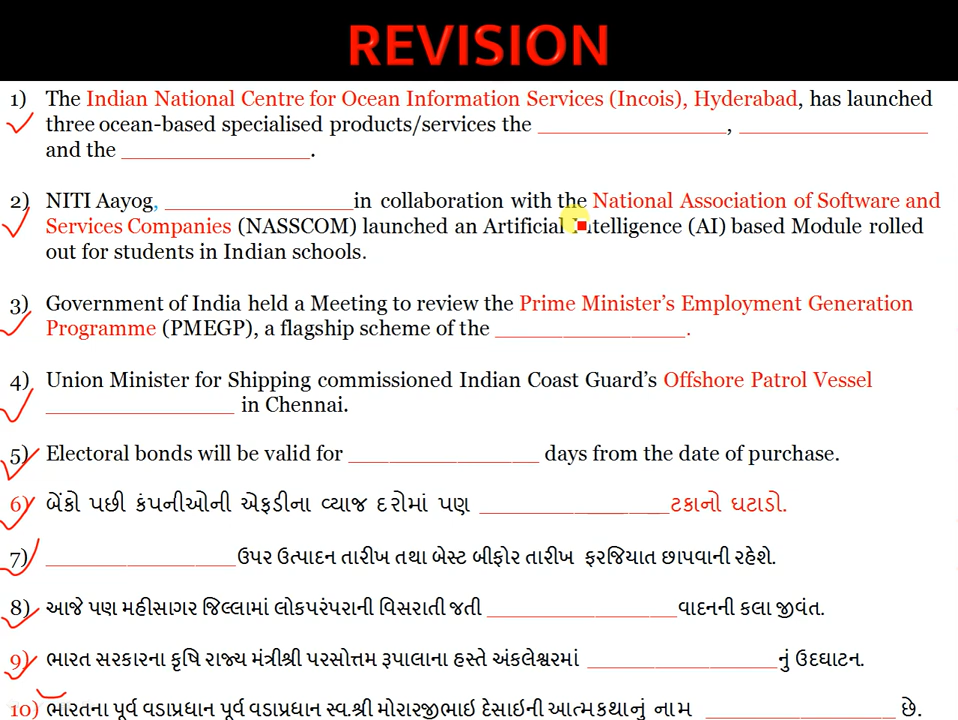 REVISION
1) The Indian National Centre for Ocean Information Services (Incois), Hyderabad, has launched
three ocean-based specialised products/services the ________________, ________________
and the ________________.
2) NITI Aayog, ________________in collaboration with the National Association of Software and
Services Companies (NASSCOM) launched an Artificial Intelligence (AI) based Module rolled
out for students in Indian schools.
3) Government of India held a Meeting to review the Prime Minister's Employment Generation
Programme (PMEGP), a flagship scheme of the ________________.
4) Union Minister for Shipping commissioned Indian Coast Guard's Offshore Patrol Vessel
________________ in Chennai.
5) Electoral bonds will be valid for ________________ days from the date of purchase.
6) બેંકો પછી કંપનીઓની એફડીના વ્યાજ દરોમાં પણ ________________ટકાનો ઘટાડો.
7) ________________ઉપર ઉત્પાદન તારીખ તથા બેસ્ટ બીફોર તારીખ ફરજિયાત છાપવાની રહેશે.
8) આજે પણ મહીસાગર જિલ્લામાં લોકપરંપરાની વિસરાતી જતી ________________વાદનની કલા જીવંત.
9) ભારત સરકારના કૃષિ રાજ્ય મંત્રીશ્રી પરસોત્તમ રૂપાલાના હસ્તે અંકલેશ્વરમાં ________________નું ઉદઘાટન.
10) ભારતના પૂર્વ વડાપ્રધાન પૂર્વ વડાપ્રધાન સ્વ.શ્રી મોરારજીભાઇ દેસાઇની આત્મકથાનું નામ ________________ છે.